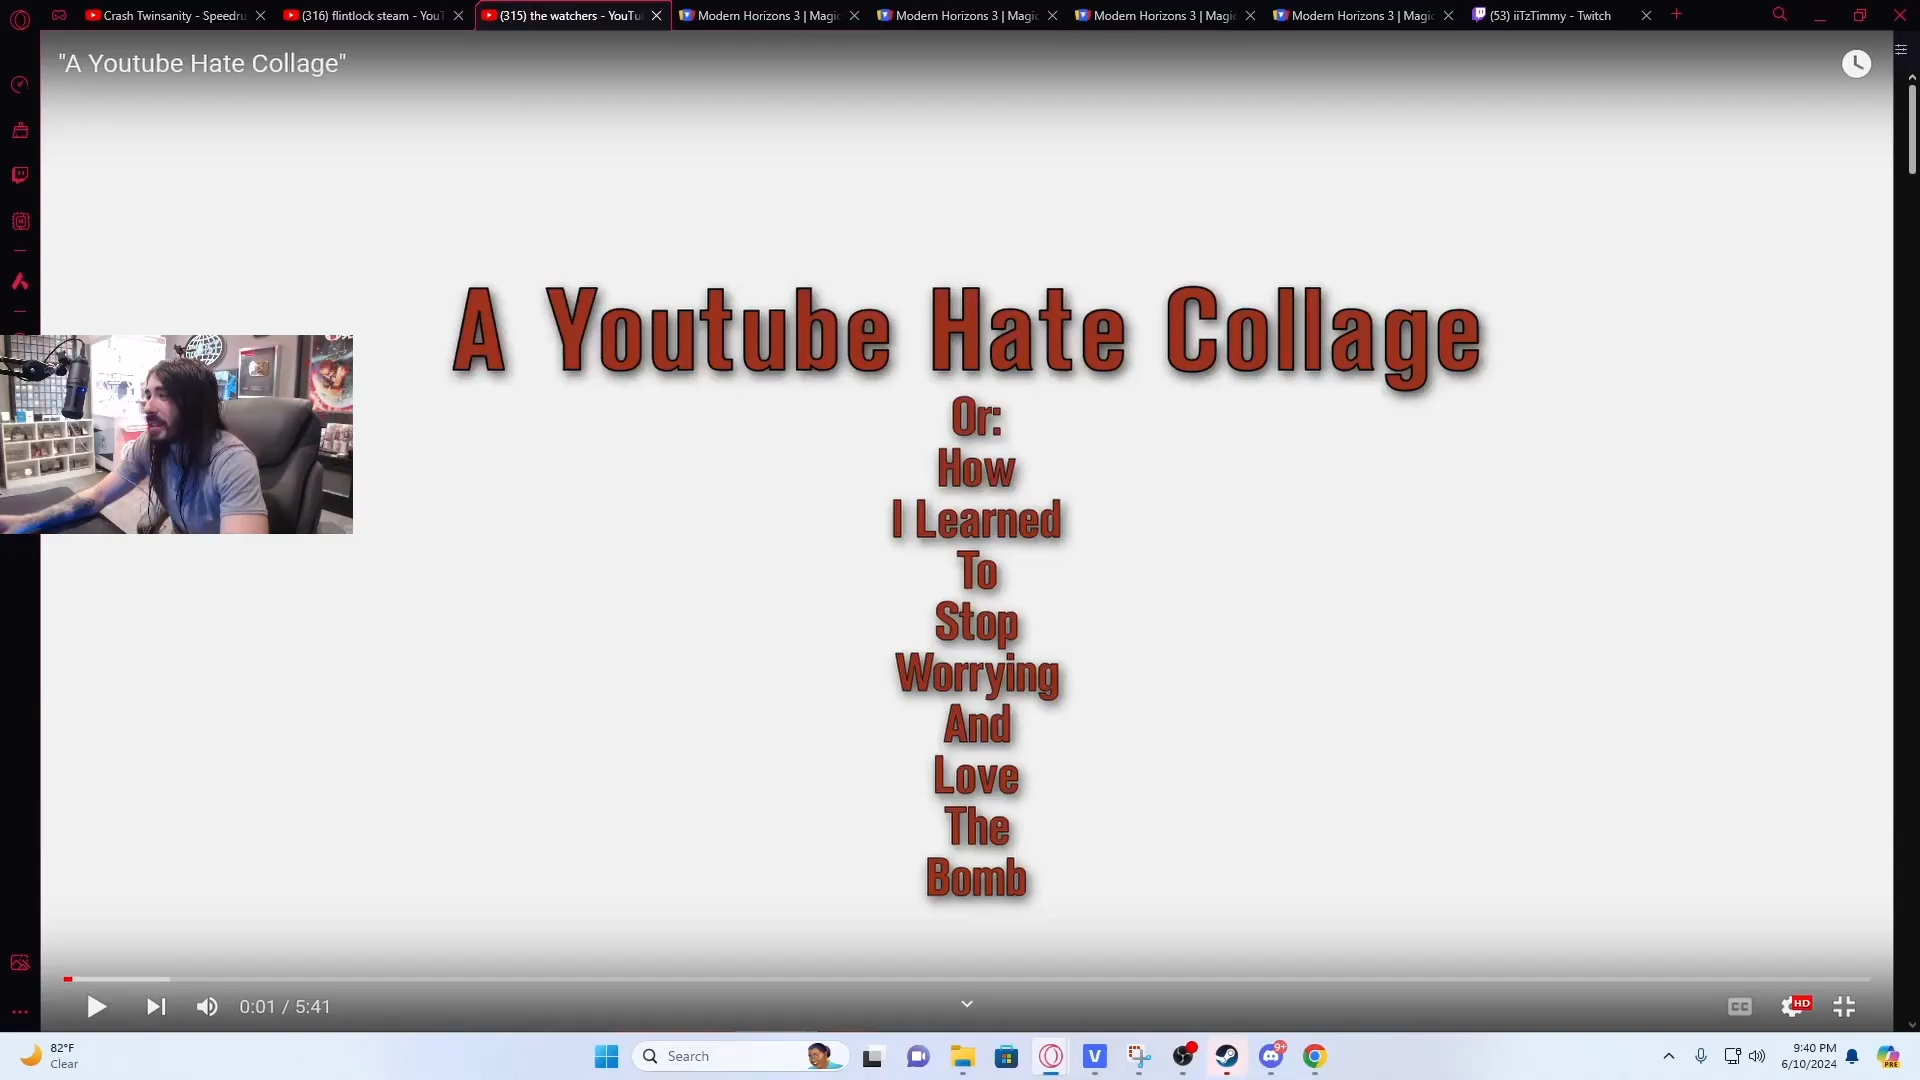 Crash Twinsanity - Speedru
(316) flintlock steam - YouT
(315) the watchers - YouTu
Modern Horizons 3 | Magic
Modern Horizons 3 | Magic
Modern Horizons 3 | Magic
Modern Horizons 3 | Magic
(53) iiTzTimmy - Twitch
"A Youtube Hate Collage"
A Youtube Hate Collage
Or:
How
I Learned
To
Stop
Worrying
And
Love
The
Bomb
0:01 / 5:41
CC
HD
82°F
Clear
Search
V
9+
9:40 PM
6/10/2024
PRE